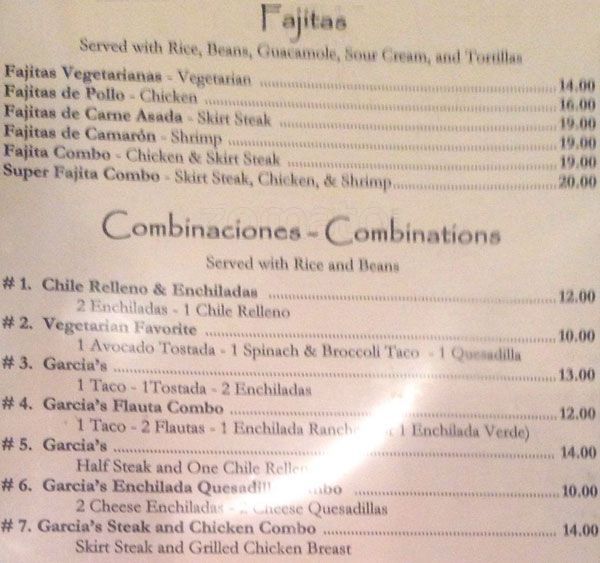 Fajitas
Served with Rice, Beans, Guacamole, Sour Cream, and Tortillas
Fajitas Vegetarianas - Vegetarian 14.00
Fajitas de Pollo - Chicken 16.00
Fajitas de Carne Asada - Skirt Steak 19.00
Fajitas de Camarón - Shrimp 19.00
Fajita Combo - Chicken & Skirt Steak 19.00
Super Fajita Combo - Skirt Steak, Chicken, & Shrimp 20.00
Combinaciones - Combinations
Served with Rice and Beans
# 1. Chile Relleno & Enchiladas 12.00
2 Enchiladas - 1 Chile Relleno
# 2. Vegetarian Favorite 10.00
1 Avocado Tostada - 1 Spinach & Broccoli Taco - 1 Quesadilla
# 3. Garcia's 13.00
1 Taco - 1Tostada - 2 Enchiladas
# 4. Garcia's Flauta Combo 12.00
1 Taco - 2 Flautas - 1 Enchilada 1 Enchilada Verde)
# 5. Garcia's 14.00
Half Steak and One Chile
# 6. Garcia's Enchilada 10.00
2 Cheese Enchiladas - Cheese Quesadillas
# 7. Garcia's Steak and Chicken Combo 14.00
Skirt Steak and Grilled Chicken Breast